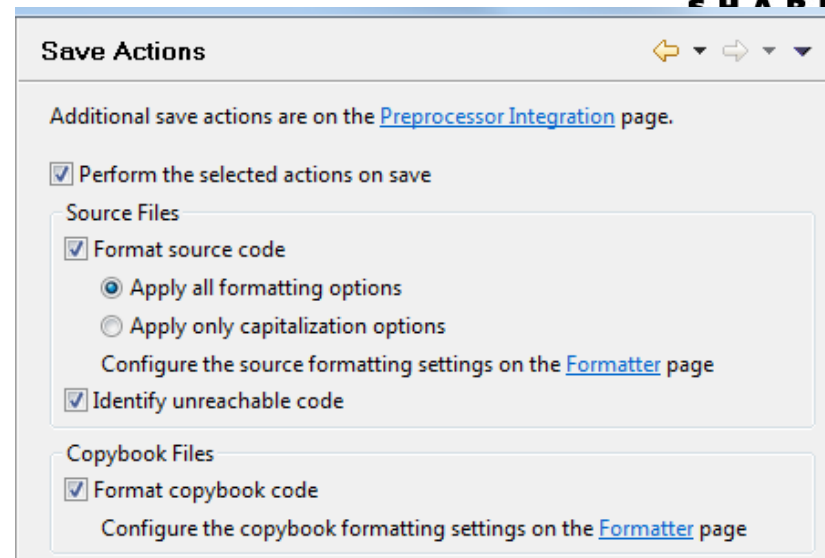 Save Actions
Additional save actions are on the Preprocessor Integration page.
Perform the selected actions on save
Source Files
Format source code
Apply all formatting options
Apply only capitalization options
Configure the source formatting settings on the Formatter page
Identify unreachable code
Copybook Files
Format copybook code
Configure the copybook formatting settings on the Formatter page